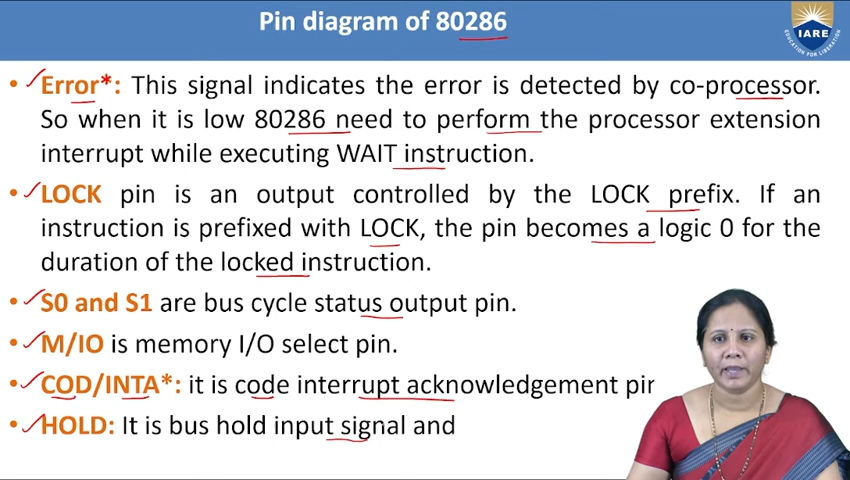 Pin diagram of 80286
IARE
EDUCATION FOR LIBERATION
• Error*: This signal indicates the error is detected by co-processor.
So when it is low 80286 need to perform the processor extension
interrupt while executing WAIT instruction.
• LOCK pin is an output controlled by the LOCK prefix. If an
instruction is prefixed with LOCK, the pin becomes a logic 0 for the
duration of the locked instruction.
• S0 and S1 are bus cycle status output pin.
• M/IO is memory I/O select pin.
• COD/INTA*: it is code interrupt acknowledgement pin
• HOLD: It is bus hold input signal and